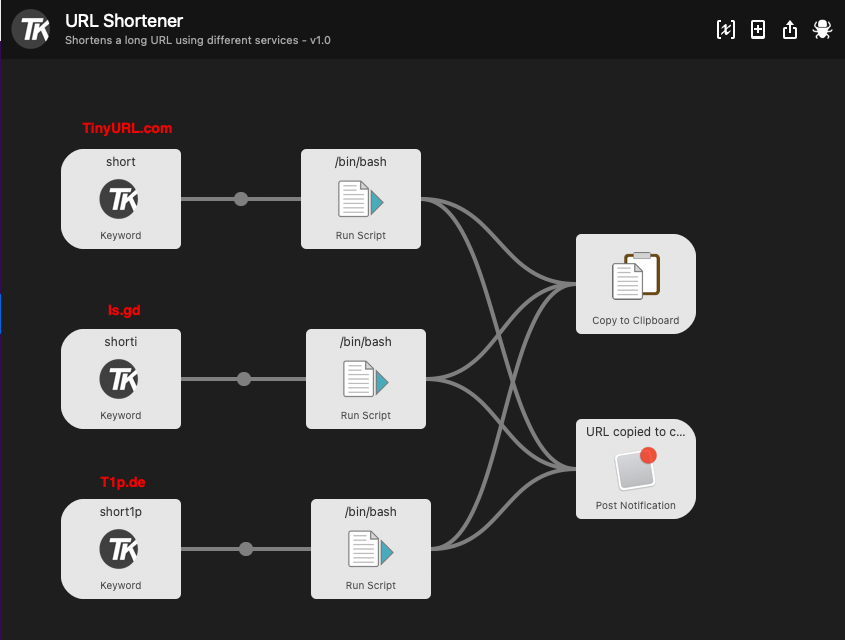 TK
URL Shortener
Shortens a long URL using different services - v1.0
TinyURL.com
short
TK
Keyword
/bin/bash
Run Script
Copy to Clipboard
Is.gd
shorti
TK
Keyword
/bin/bash
Run Script
URL copied to c...
Post Notification
T1p.de
short1p
TK
Keyword
/bin/bash
Run Script